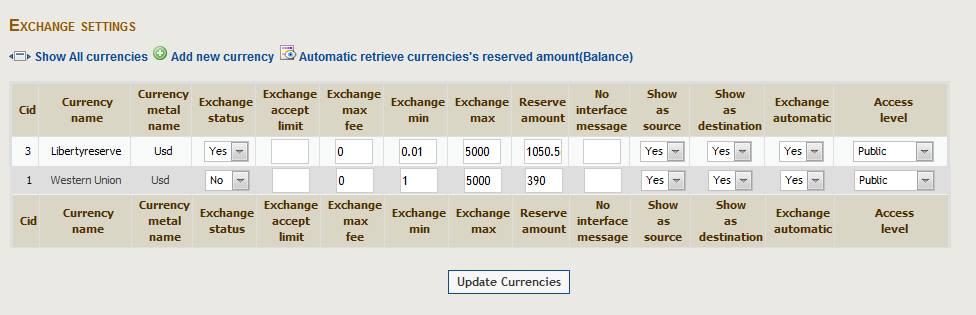 EXCHANGE SETTINGS
Show All currencies Add new currency Automatic retrieve currencies's reserved amount(Balance)
Cid Currency name Currency metal name Exchange status Exchange accept limit Exchange max fee Exchange min Exchange max Reserve amount No interface message Show as source Show as destination Exchange automatic Access level
3 Libertyreserve Usd Yes 0 0.01 5000 1050.5 Yes Yes Yes Public
1 Western Union Usd No 0 1 5000 390 Yes Yes Yes Public
Cid Currency name Currency metal name Exchange status Exchange accept limit Exchange max fee Exchange min Exchange max Reserve amount No interface message Show as source Show as destination Exchange automatic Access level
Update Currencies